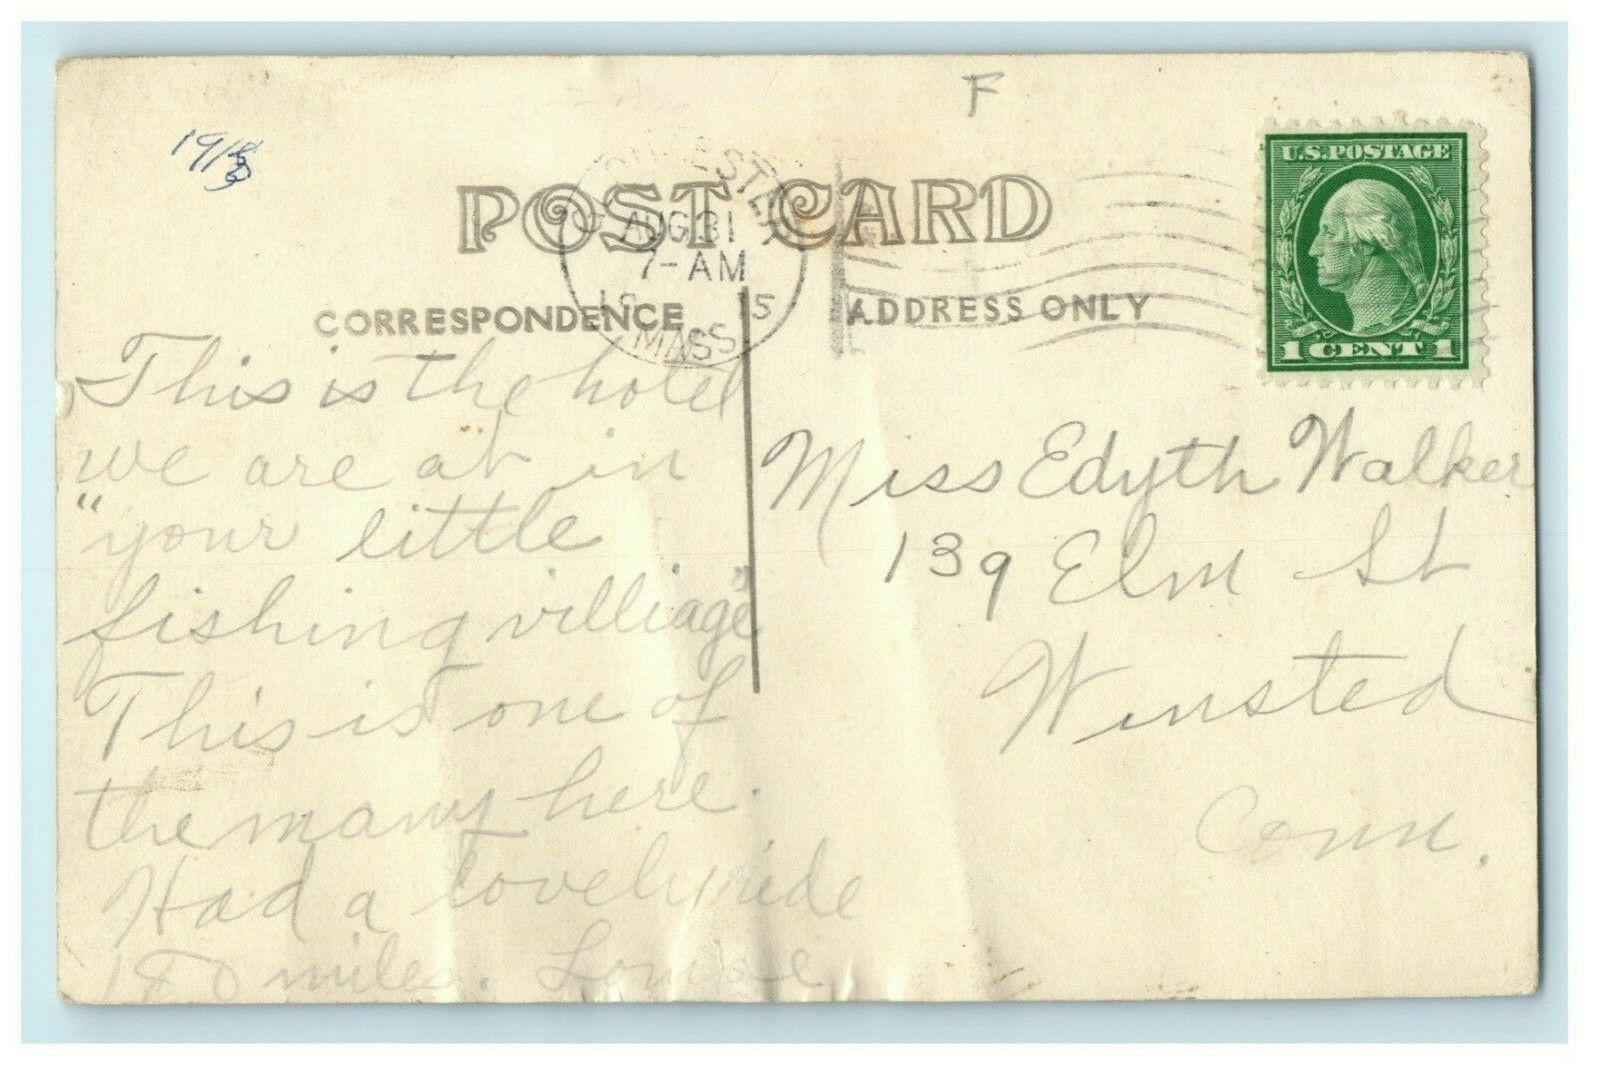 F
POST CARD
AUG 31
7-AM
15
MASS
CORRESPONDENCE
ADDRESS ONLY
U.S.POSTAGE
1 CENT 1
This is the hotel
we are at in
"your little
fishing villiage"
This is one of
the many here.
Had a lovely ride
180 miles. Louise
Miss Edyth Walker
139 Elm St
Winsted
Conn.